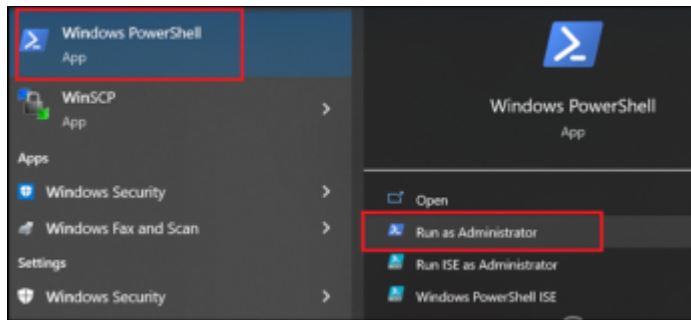 Windows PowerShell
App
WinSCP
App
Apps
Windows Security
Windows Fax and Scan
Settings
Windows Security
Windows PowerShell
App
Open
Run as Administrator
Run ISE as Administrator
Windows PowerShell ISE